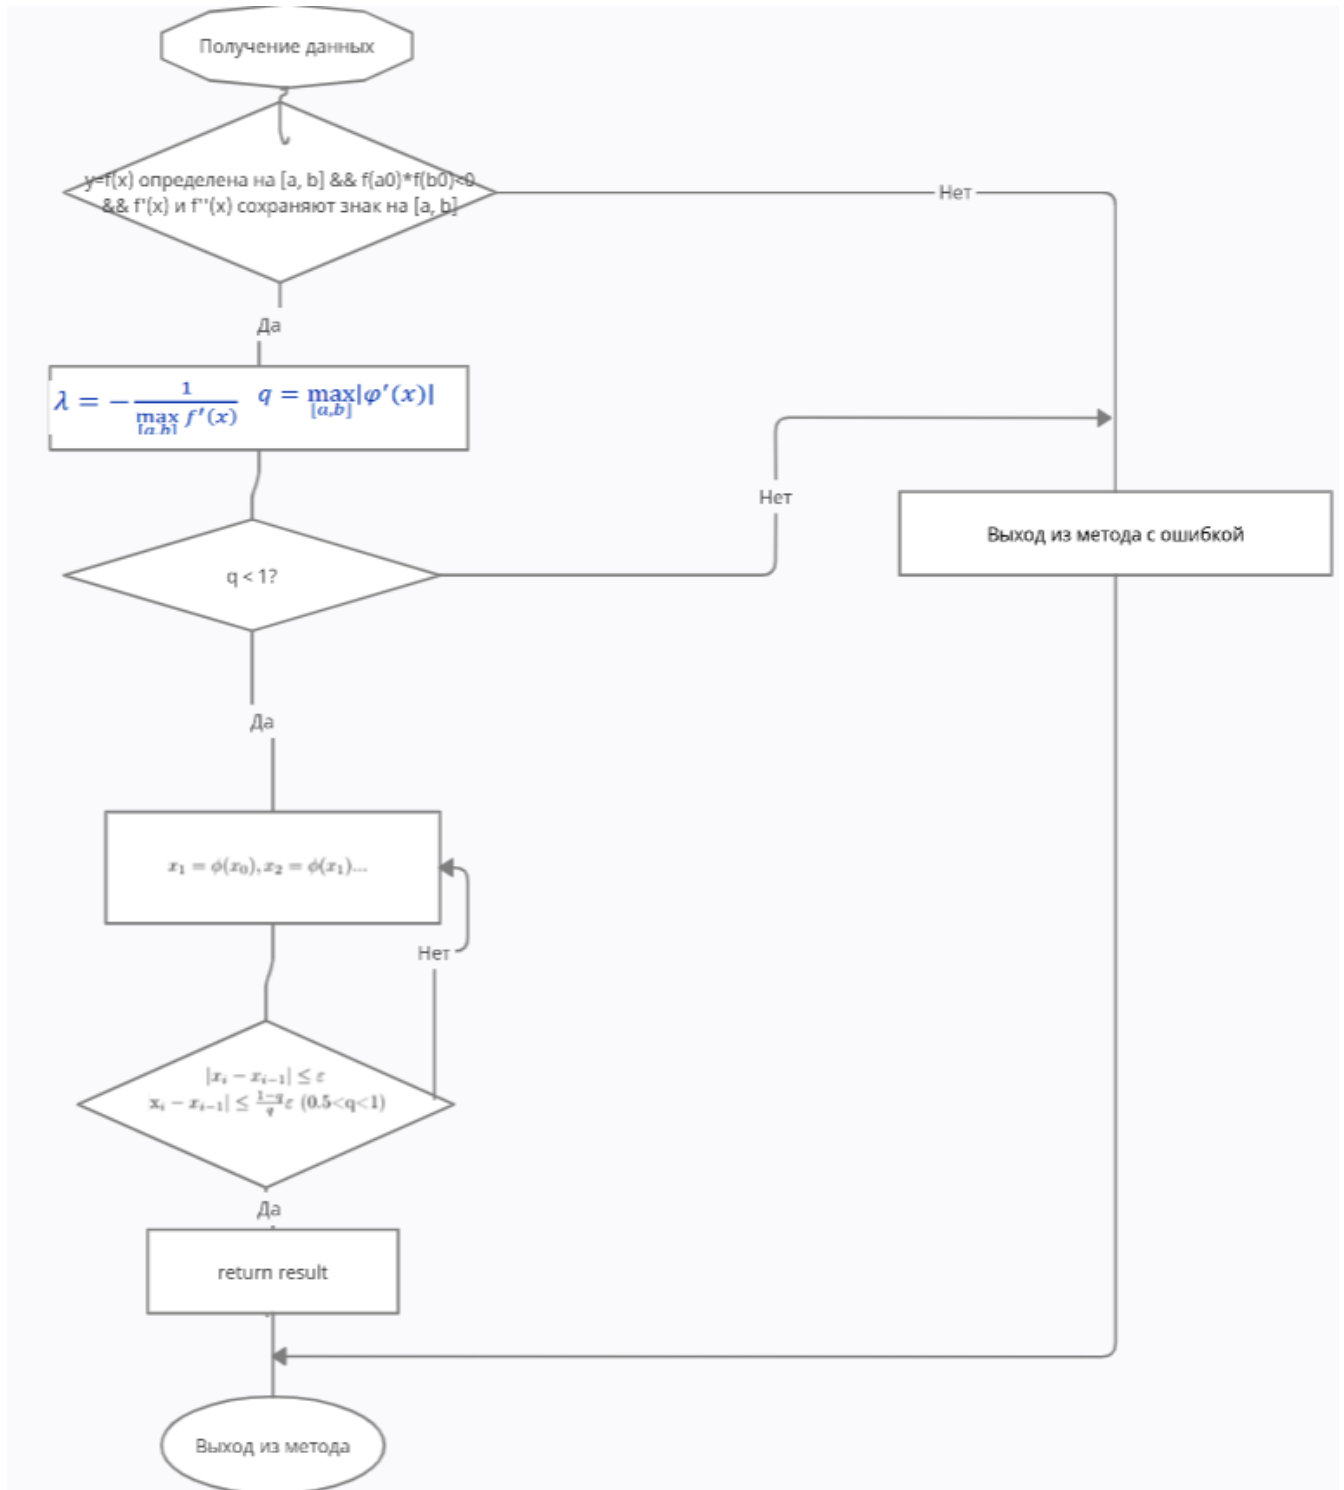 Получение данных
y=f(x) определена на [a, b] && f(a0)*f(b0)<0
&& f'(x) и f''(x) сохраняют знак на [a, b]
Нет
Да
λ = − 1 / max [a,b] f′(x) q = max [a,b] |φ′(x)|
Нет
Выход из метода с ошибкой
q < 1?
Да
x₁ = ϕ(x₀), x₂ = ϕ(x₁)...
Нет
|xᵢ − xᵢ₋₁| ≤ ε
xᵢ − xᵢ₋₁| ≤ (1−q)/q ε (0.5<q<1)
Да
return result
Выход из метода